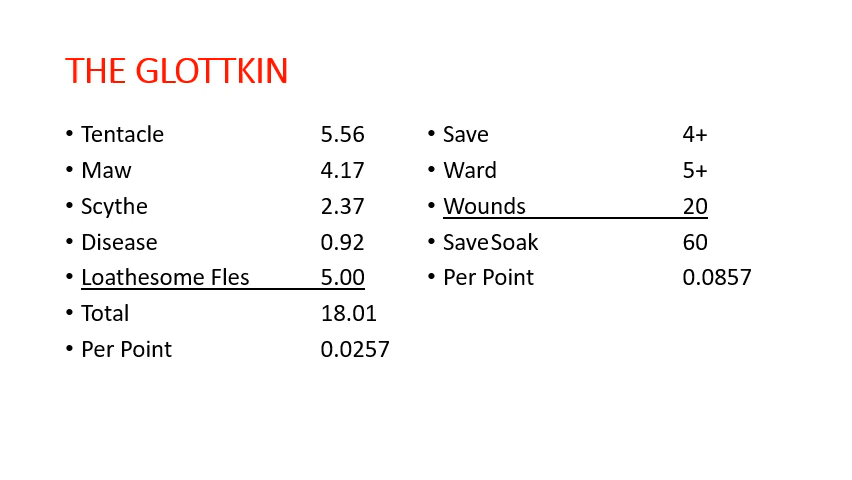 THE GLOTTKIN
• Tentacle 5.56
• Maw 4.17
• Scythe 2.37
• Disease 0.92
• Loathesome Fles 5.00
• Total 18.01
• Per Point 0.0257
• Save 4+
• Ward 5+
• Wounds 20
• SaveSoak 60
• Per Point 0.0857